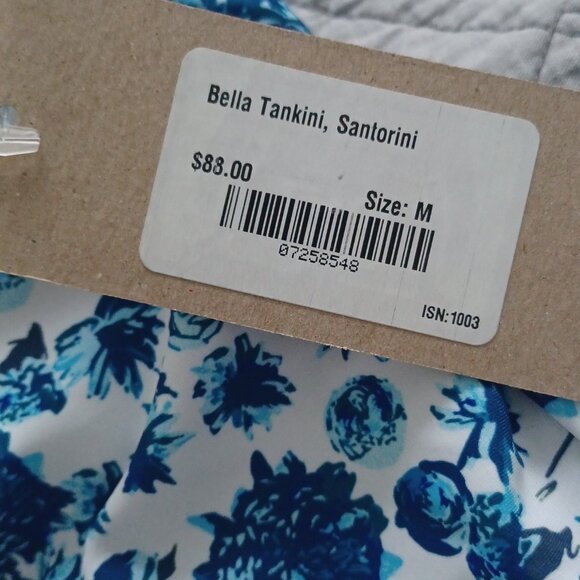 Bella Tankini, Santorini
$88.00
Size: M
07258548
ISN:1003